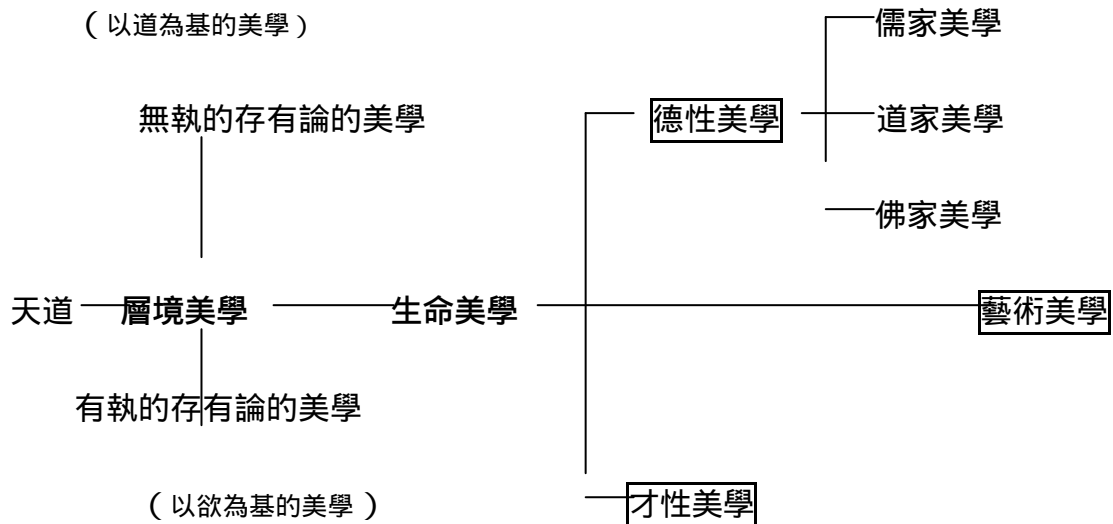 （以道為基的美學）
儒家美學
無執的存有論的美學
德性美學
道家美學
佛家美學
天道
層境美學
生命美學
藝術美學
有執的存有論的美學
（以欲為基的美學）
才性美學